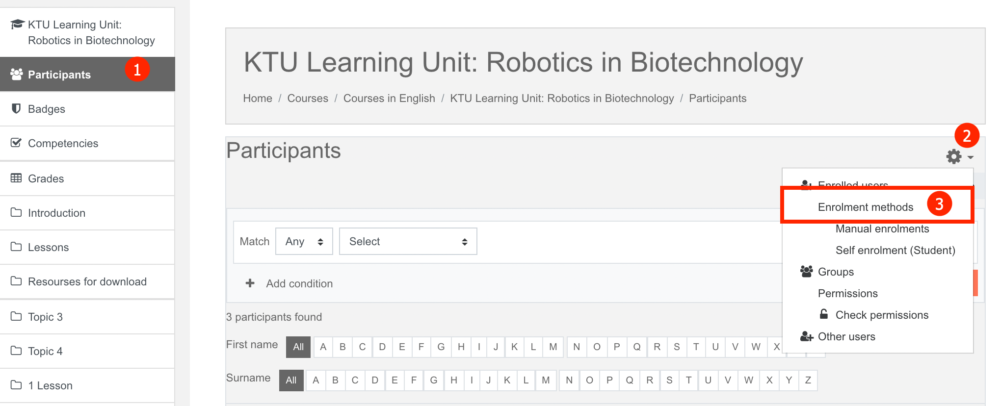 KTU Learning Unit:
Robotics in Biotechnology
Participants
1
Badges
Competencies
Grades
Introduction
Lessons
Resourses for download
Topic 3
Topic 4
1 Lesson
KTU Learning Unit: Robotics in Biotechnology
Home / Courses / Courses in English / KTU Learning Unit: Robotics in Biotechnology / Participants
2
Participants
Enrolled users
Enrolment methods
3
Manual enrolments
Self enrolment (Student)
Groups
Permissions
Check permissions
Other users
Match Any Select
Add condition
3 participants found
First name All A B C D E F G H I J K L M N O P Q R S T U V W X
Surname All A B C D E F G H I J K L M N O P Q R S T U V W X Y Z